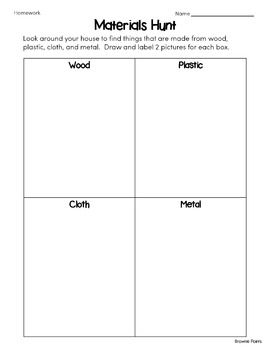 Homework
Name
Materials Hunt
Look around your house to find things that are made from wood,
plastic, cloth, and metal. Draw and label 2 pictures for each box.
Wood Plastic
Cloth Metal
Brownie Points